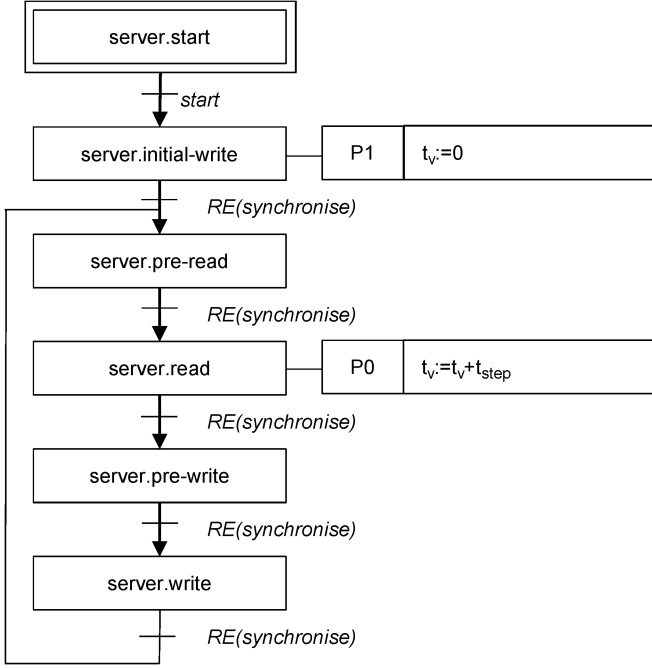 server.start
start
server.initial-write P1 tᵥ:=0
RE(synchronise)
server.pre-read
RE(synchronise)
server.read P0 tᵥ:=tᵥ+tstep
RE(synchronise)
server.pre-write
RE(synchronise)
server.write
RE(synchronise)